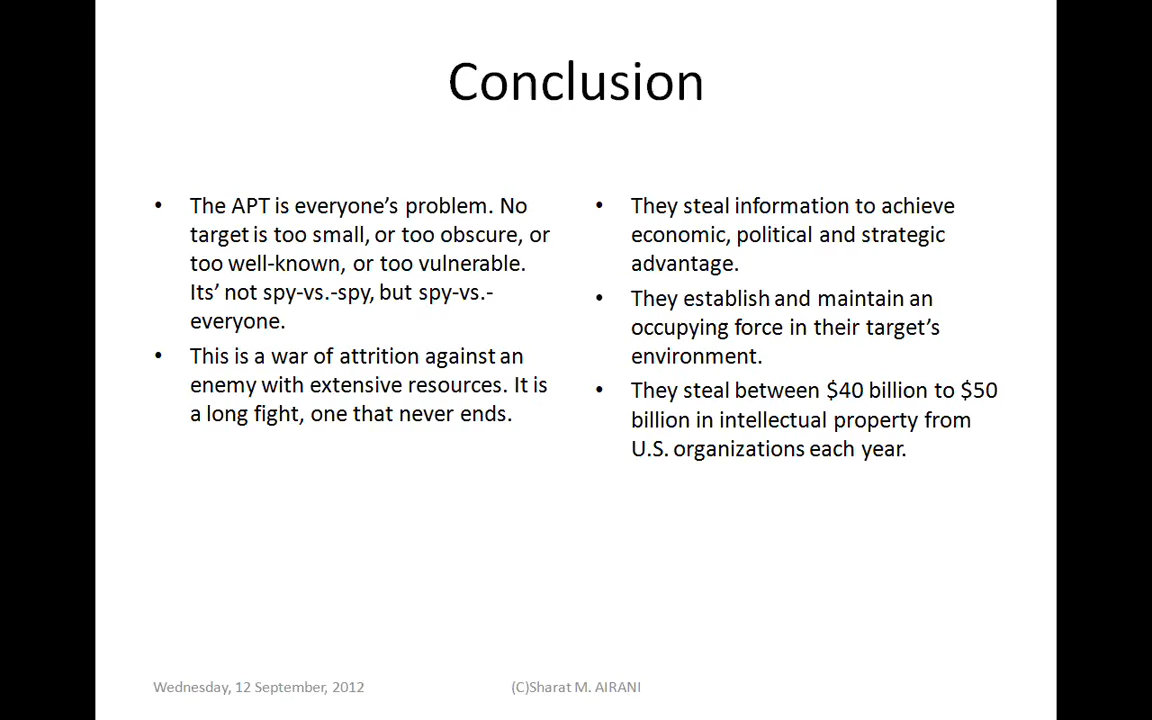 Conclusion
• The APT is everyone’s problem. No
target is too small, or too obscure, or
too well-known, or too vulnerable.
Its’ not spy-vs.-spy, but spy-vs.-
everyone.
• This is a war of attrition against an
enemy with extensive resources. It is
a long fight, one that never ends.
• They steal information to achieve
economic, political and strategic
advantage.
• They establish and maintain an
occupying force in their target’s
environment.
• They steal between $40 billion to $50
billion in intellectual property from
U.S. organizations each year.
Wednesday, 12 September, 2012
(C)Sharat M. AIRANI